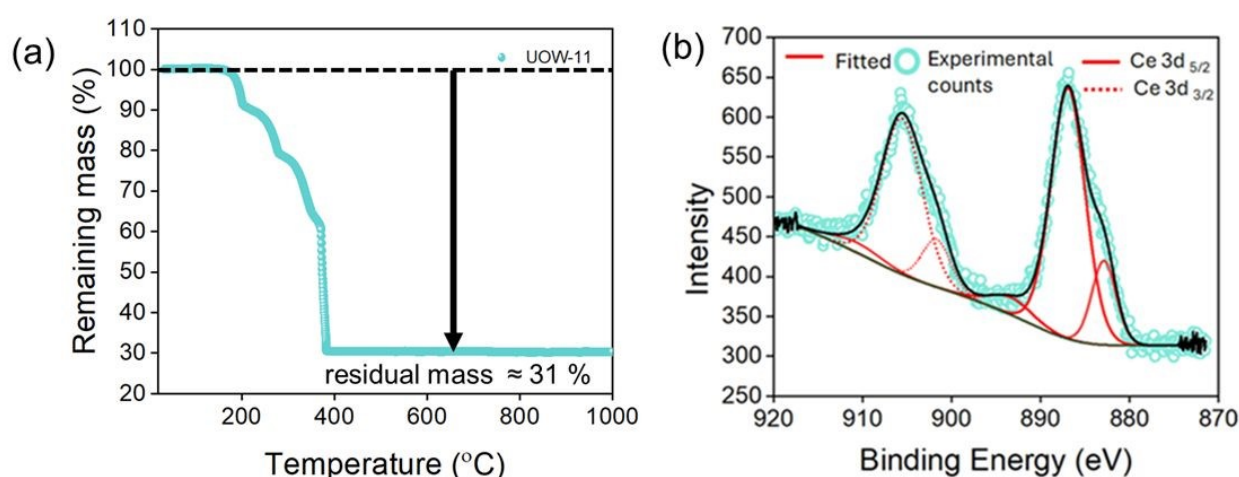 (a)
110
100
90
80
70
60
50
40
30
20
Remaining mass (%)
UOW-11
residual mass ≈ 31 %
200 400 600 800 1000
Temperature (°C)
(b)
700
650
600
550
500
450
400
350
300
250
Intensity
Fitted Experimental counts
Ce 3d 5/2
Ce 3d 3/2
920 910 900 890 880 870
Binding Energy (eV)